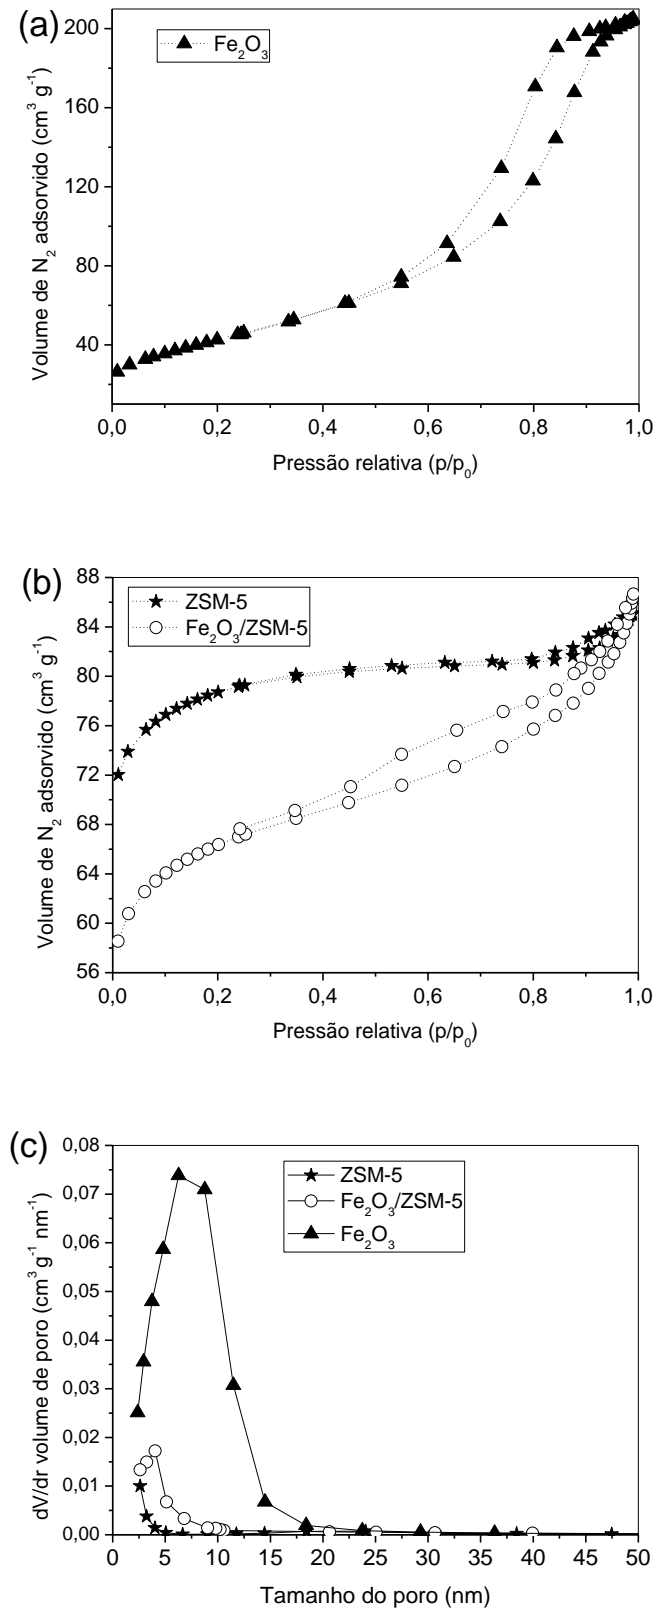 (a)
Fe2O3
200
160
120
80
40
0,0 0,2 0,4 0,6 0,8 1,0
Volume de N2 adsorvido (cm3 g-1)
Pressão relativa (p/p0)
(b)
ZSM-5
Fe2O3/ZSM-5
88
84
80
76
72
68
64
60
56
0,0 0,2 0,4 0,6 0,8 1,0
Volume de N2 adsorvido (cm3 g-1)
Pressão relativa (p/p0)
(c)
ZSM-5
Fe2O3/ZSM-5
Fe2O3
0,08
0,07
0,06
0,05
0,04
0,03
0,02
0,01
0,00
0 5 10 15 20 25 30 35 40 45 50
dV/dr volume de poro (cm3 g-1 nm-1)
Tamanho do poro (nm)